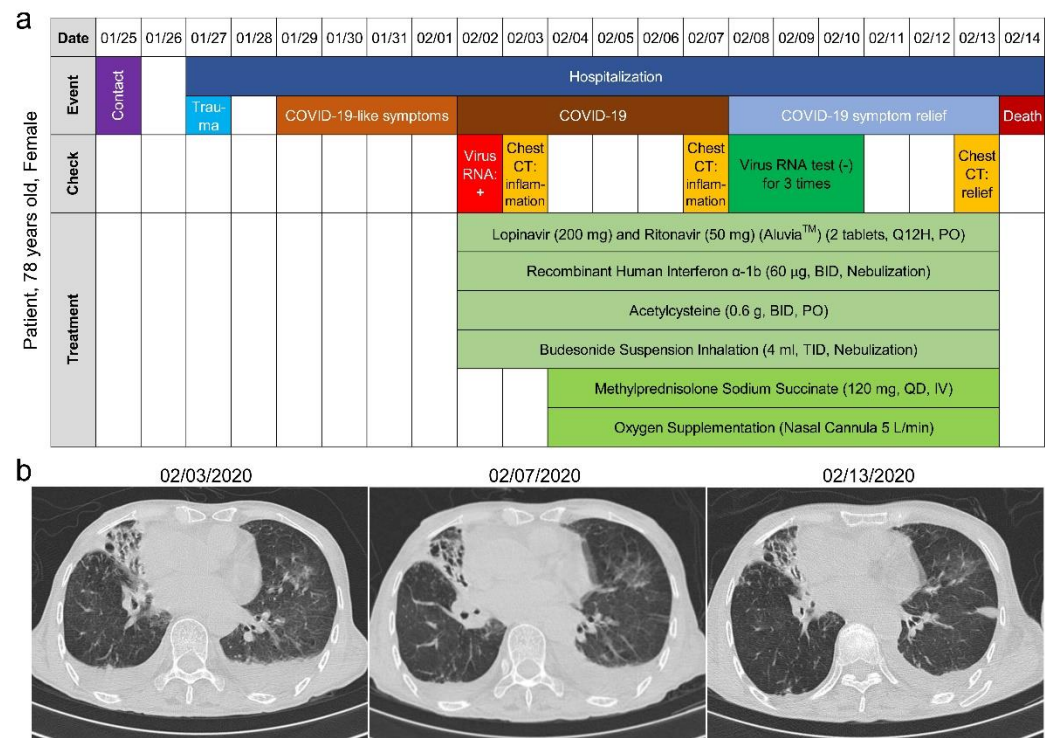 a
Patient, 78 years old, Female
Date 01/25 01/26 01/27 01/28 01/29 01/30 01/31 02/01 02/02 02/03 02/04 02/05 02/06 02/07 02/08 02/09 02/10 02/11 02/12 02/13 02/14
Event
Contact
Hospitalization
Trau-
ma
COVID-19-like symptoms
COVID-19
COVID-19 symptom relief
Death
Check
Virus
RNA:
+
Chest
CT:
inflam-
mation
Chest
CT:
inflam-
mation
Virus RNA test (-)
for 3 times
Chest
CT:
relief
Treatment
Lopinavir (200 mg) and Ritonavir (50 mg) (Aluvia™) (2 tablets, Q12H, PO)
Recombinant Human Interferon α-1b (60 μg, BID, Nebulization)
Acetylcysteine (0.6 g, BID, PO)
Budesonide Suspension Inhalation (4 ml, TID, Nebulization)
Methylprednisolone Sodium Succinate (120 mg, QD, IV)
Oxygen Supplementation (Nasal Cannula 5 L/min)
b
02/03/2020
02/07/2020
02/13/2020